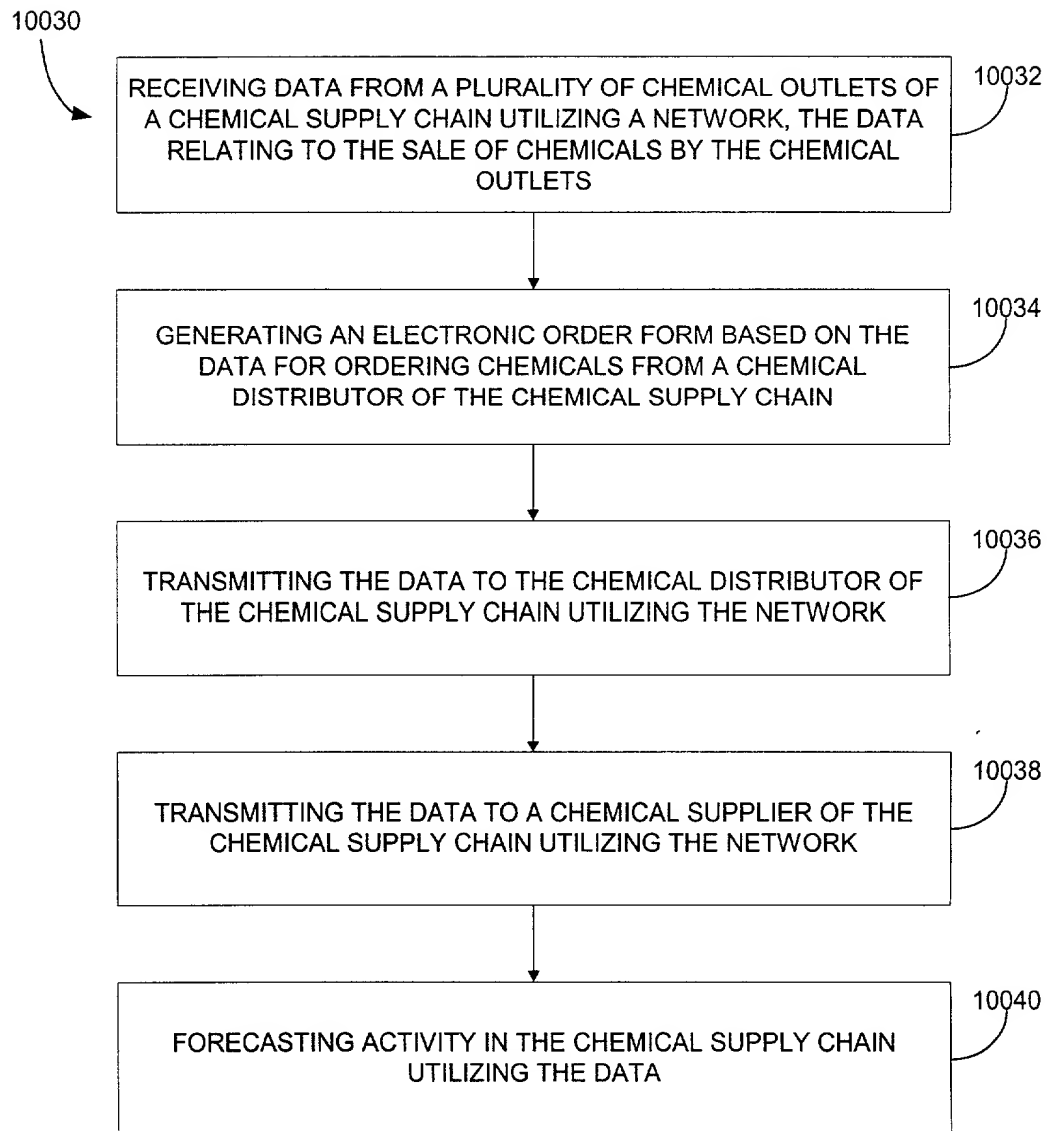 10030
RECEIVING DATA FROM A PLURALITY OF CHEMICAL OUTLETS OF
A CHEMICAL SUPPLY CHAIN UTILIZING A NETWORK, THE DATA
RELATING TO THE SALE OF CHEMICALS BY THE CHEMICAL
OUTLETS
10032
GENERATING AN ELECTRONIC ORDER FORM BASED ON THE
DATA FOR ORDERING CHEMICALS FROM A CHEMICAL
DISTRIBUTOR OF THE CHEMICAL SUPPLY CHAIN
10034
TRANSMITTING THE DATA TO THE CHEMICAL DISTRIBUTOR OF
THE CHEMICAL SUPPLY CHAIN UTILIZING THE NETWORK
10036
TRANSMITTING THE DATA TO A CHEMICAL SUPPLIER OF THE
CHEMICAL SUPPLY CHAIN UTILIZING THE NETWORK
10038
FORECASTING ACTIVITY IN THE CHEMICAL SUPPLY CHAIN
UTILIZING THE DATA
10040